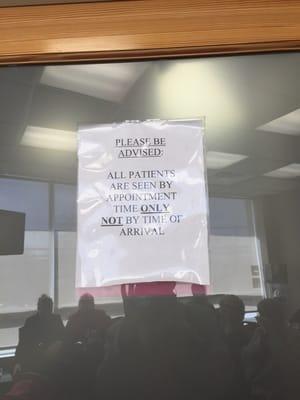 PLEASE BE
ADVISED:
ALL PATIENTS
ARE SEEN BY
APPOINTMENT
TIME ONLY
NOT BY TIME OF
ARRIVAL